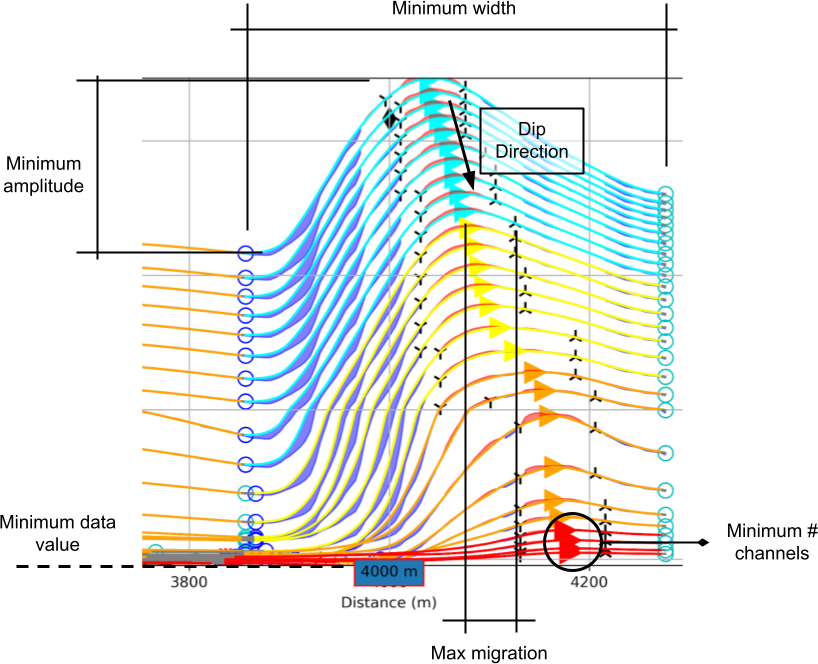 Minimum width
Dip
Direction
Minimum
amplitude
Minimum data
value
Minimum #
channels
3800
4000 m
4200
Distance (m)
Max migration